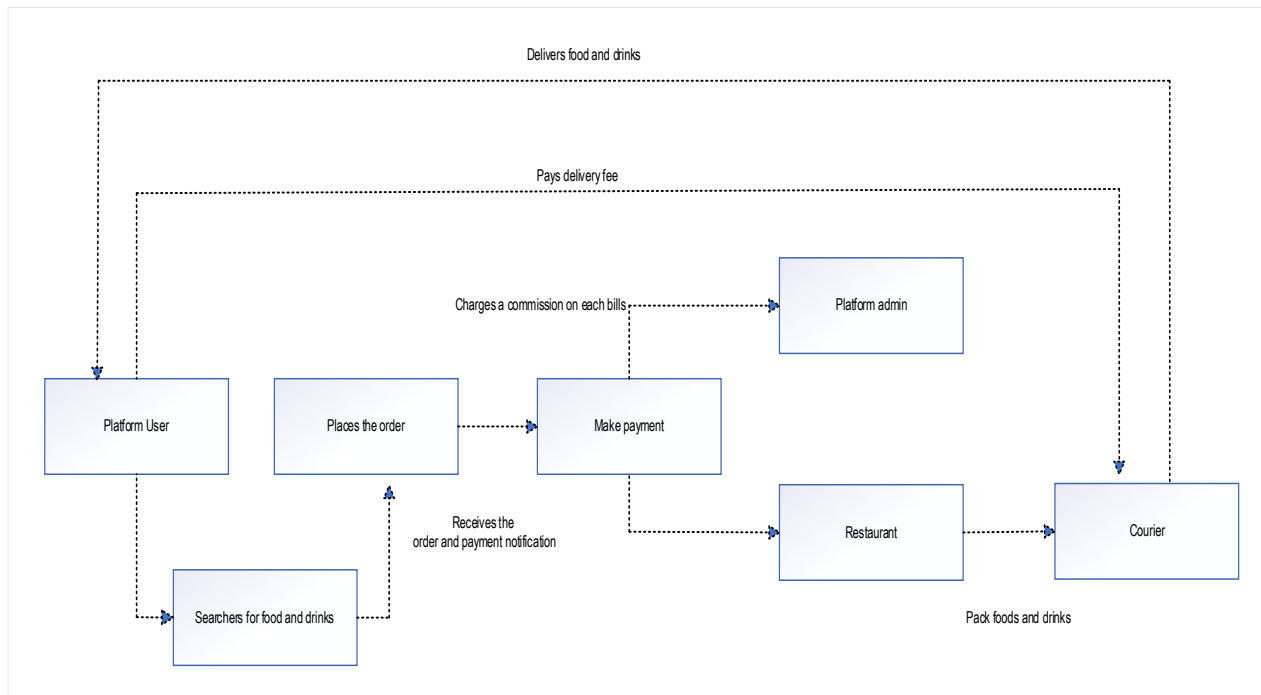 Delivers food and drinks
Pays delivery fee
Charges a commission on each bills
Platform admin
Platform User
Places the order
Make payment
Receives the
order and payment notification
Restaurant
Courier
Searchers for food and drinks
Pack foods and drinks